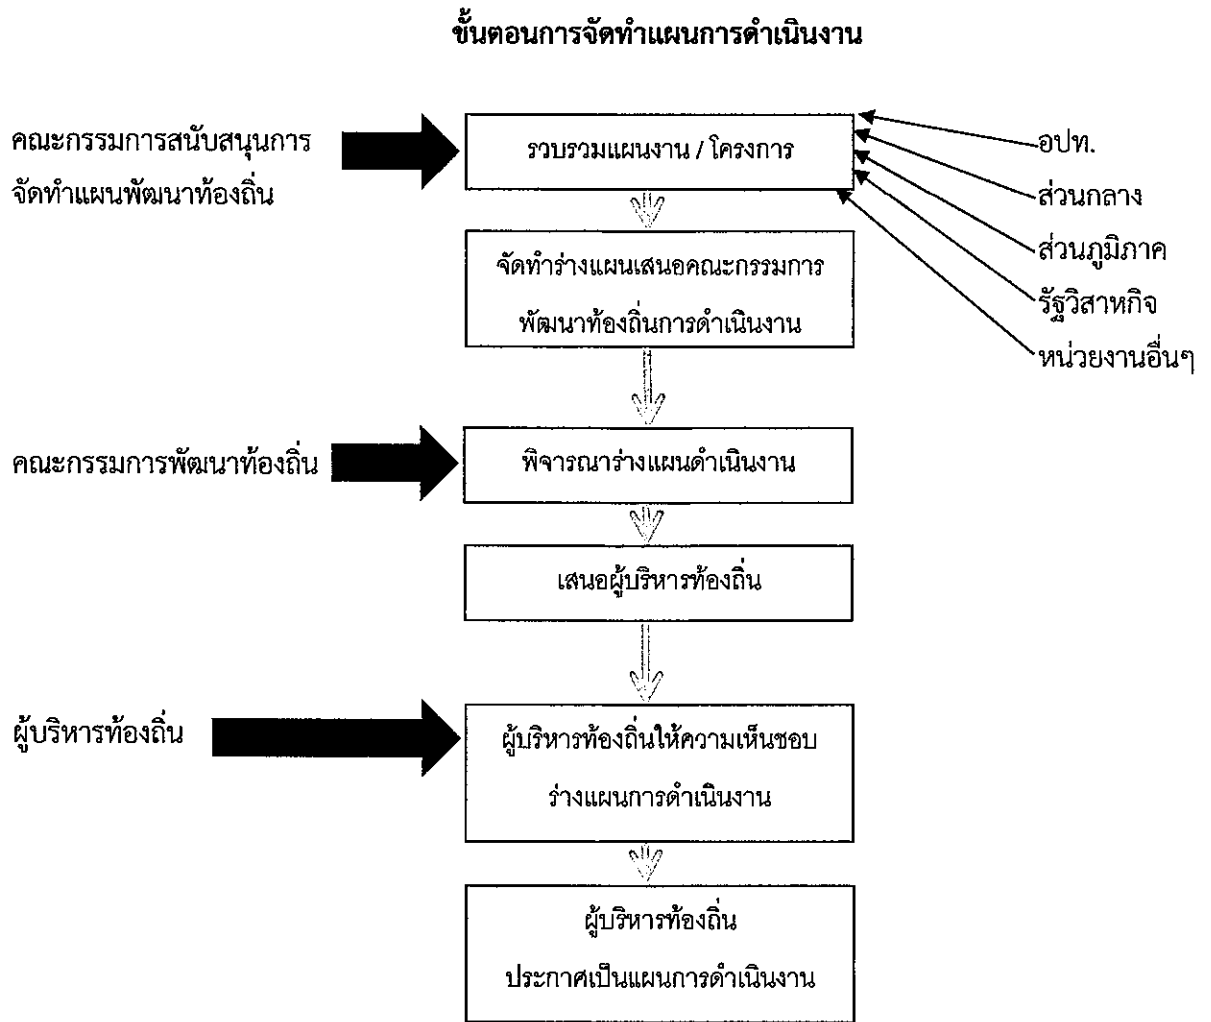 ขั้นตอนการจัดทำแผนการดำเนินงาน
คณะกรรมการสนับสนุนการ
จัดทำแผนพัฒนาท้องถิ่น
รวบรวมแผนงาน / โครงการ
อปท.
ส่วนกลาง
ส่วนภูมิภาค
รัฐวิสาหกิจ
หน่วยงานอื่นๆ
จัดทำร่างแผนเสนอคณะกรรมการ
พัฒนาท้องถิ่นการดำเนินงาน
คณะกรรมการพัฒนาท้องถิ่น
พิจารณาร่างแผนดำเนินงาน
เสนอผู้บริหารท้องถิ่น
ผู้บริหารท้องถิ่น
ผู้บริหารท้องถิ่นให้ความเห็นชอบ
ร่างแผนการดำเนินงาน
ผู้บริหารท้องถิ่น
ประกาศเป็นแผนการดำเนินงาน